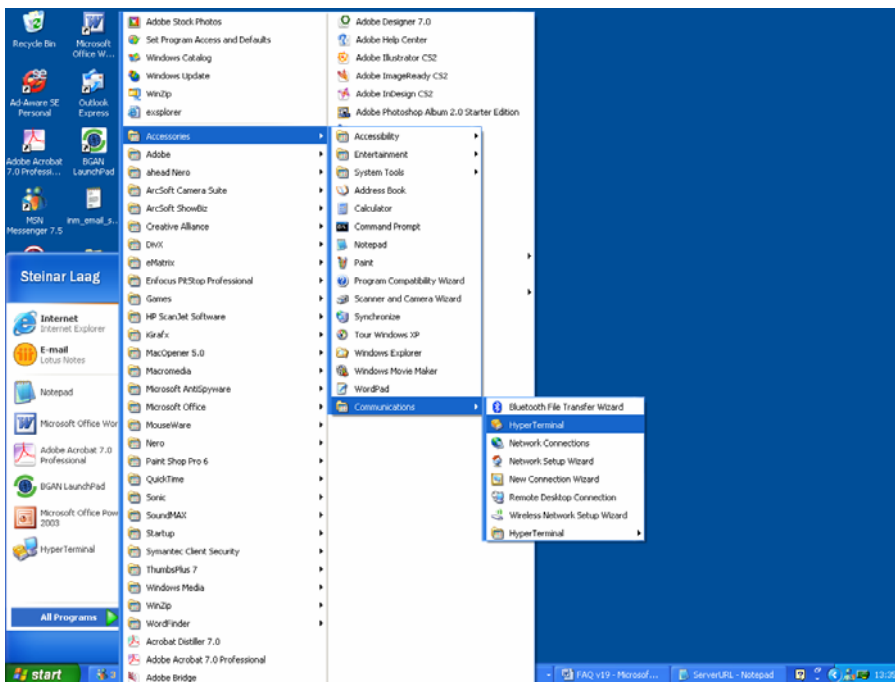 Recycle Bin
Microsoft
Office W...
Ad-Aware SE
Personal
Outlook
Express
Adobe Acrobat
7.0 Professi...
BGAN
LaunchPad
MSN
Messenger 7.5
inm_email_s...
Steinar Laag
Internet
Internet Explorer
E-mail
Lotus Notes
Notepad
Microsoft Office Wor
Adobe Acrobat 7.0
Professional
BGAN LaunchPad
Microsoft Office Pow
2003
HyperTerminal
All Programs
start
Adobe Stock Photos
Set Program Access and Defaults
Windows Catalog
Windows Update
WinZip
exsplorer
Accessories
Adobe
ahead Nero
ArcSoft Camera Suite
ArcSoft ShowBiz
Creative Alliance
DivX
eMatrix
Enfocus PitStop Professional
Games
HP ScanJet Software
Kirafx
MacOpener 5.0
Macromedia
Microsoft AntiSpyware
Microsoft Office
MouseWare
Nero
Paint Shop Pro 6
QuickTime
Sonic
SoundMAX
Startup
Symantec Client Security
ThumbsPlus 7
Windows Media
WinZip
WordFinder
Acrobat Distiller 7.0
Adobe Acrobat 7.0 Professional
Adobe Bridge
Adobe Designer 7.0
Adobe Help Center
Adobe Illustrator CS2
Adobe ImageReady CS2
Adobe InDesign CS2
Adobe Photoshop Album 2.0 Starter Edition
Accessibility
Entertainment
System Tools
Address Book
Calculator
Command Prompt
Notepad
Paint
Program Compatibility Wizard
Scanner and Camera Wizard
Synchronize
Tour Windows XP
Windows Explorer
Windows Movie Maker
WordPad
Communications
Bluetooth File Transfer Wizard
HyperTerminal
Network Connections
Network Setup Wizard
New Connection Wizard
Remote Desktop Connection
Wireless Network Setup Wizard
HyperTerminal
FAQ v19 - Microsof...
ServerURL - Notepad